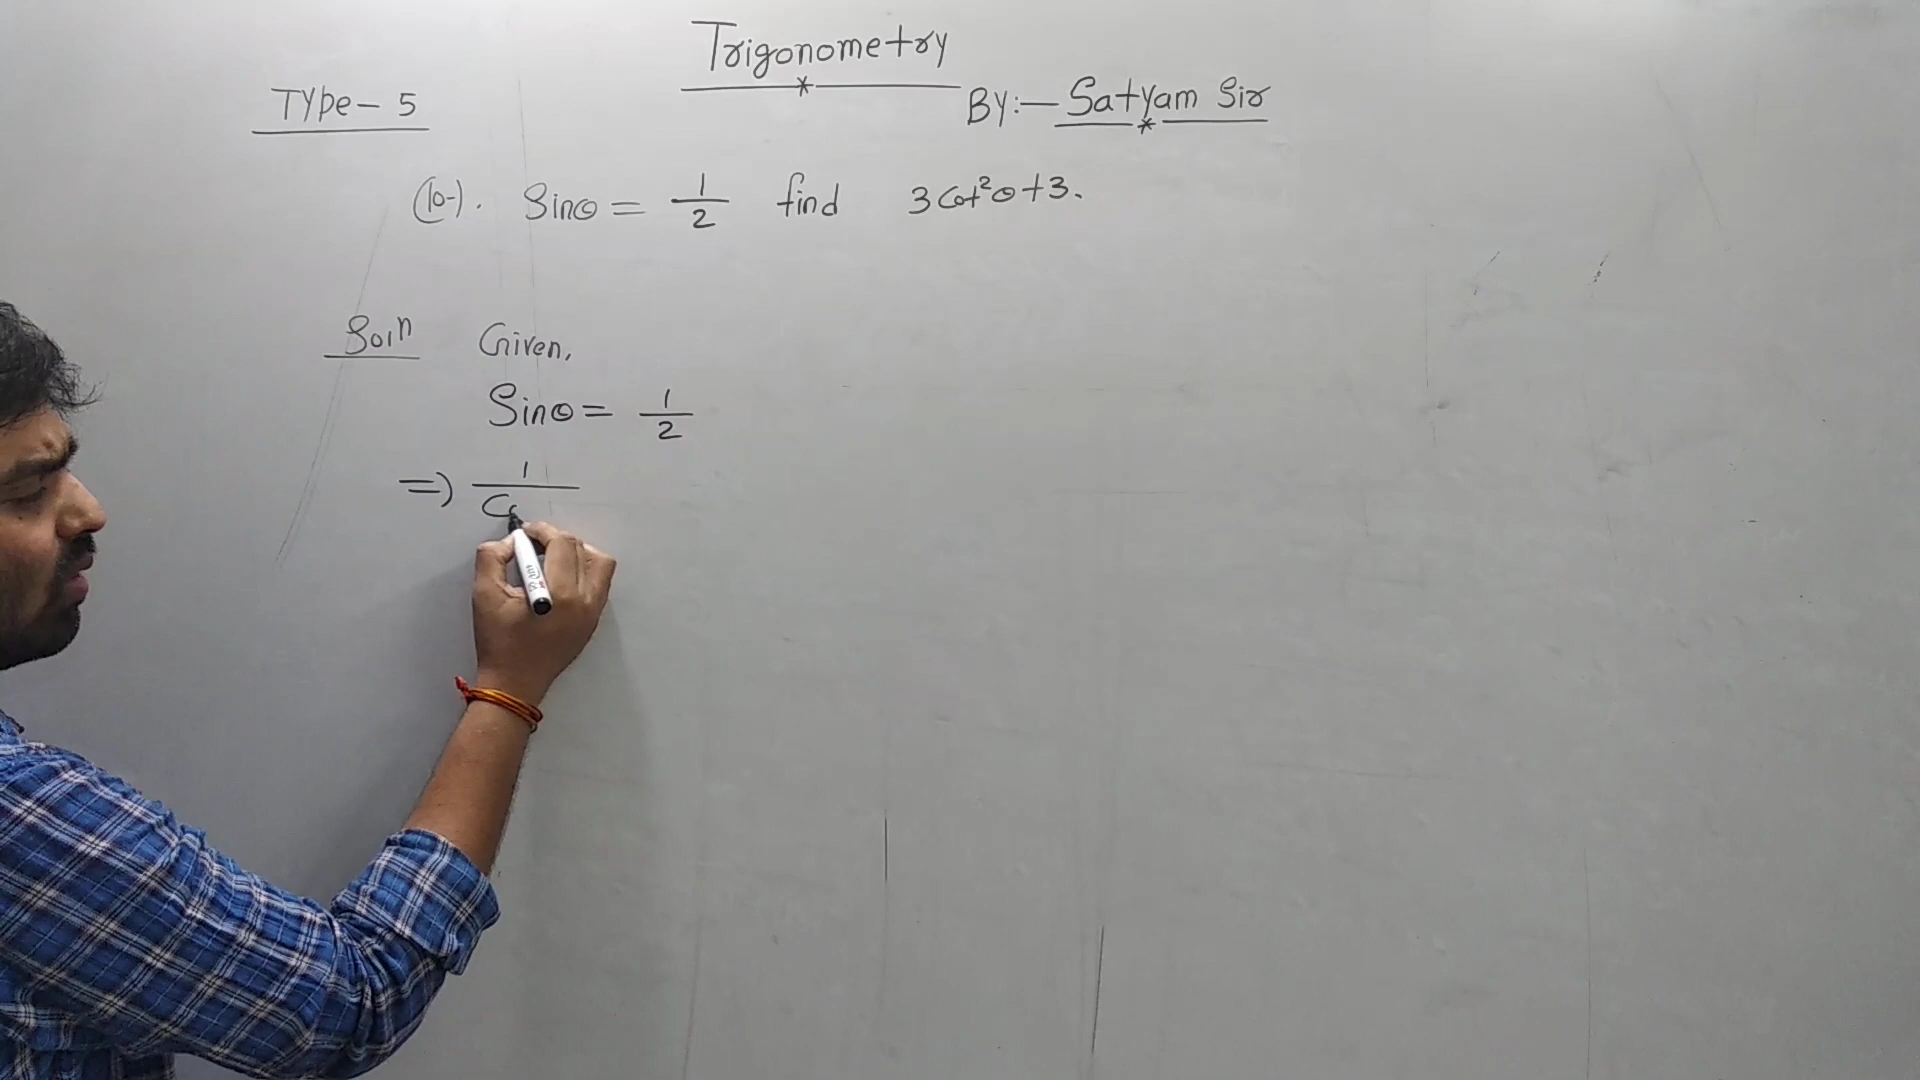 Trigonometry
TYPe-5
BY:- Satyam Sir
(10-). Sinθ = 1/2 find 3cot²θ+3.
Solⁿ Given,
Sinθ = 1/2
=) 1/Co